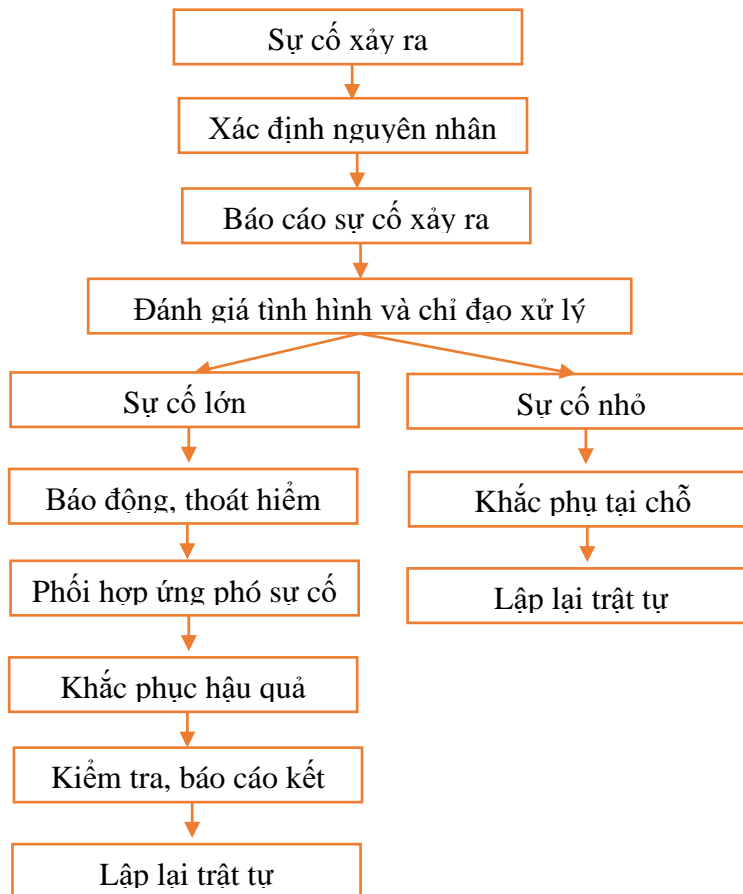 Sự cố xảy ra
Xác định nguyên nhân
Báo cáo sự cố xảy ra
Đánh giá tình hình và chỉ đạo xử lý
Sự cố lớn
Báo động, thoát hiểm
Phối hợp ứng phó sự cố
Khắc phục hậu quả
Kiểm tra, báo cáo kết
Lập lại trật tự
Sự cố nhỏ
Khắc phụ tại chỗ
Lập lại trật tự